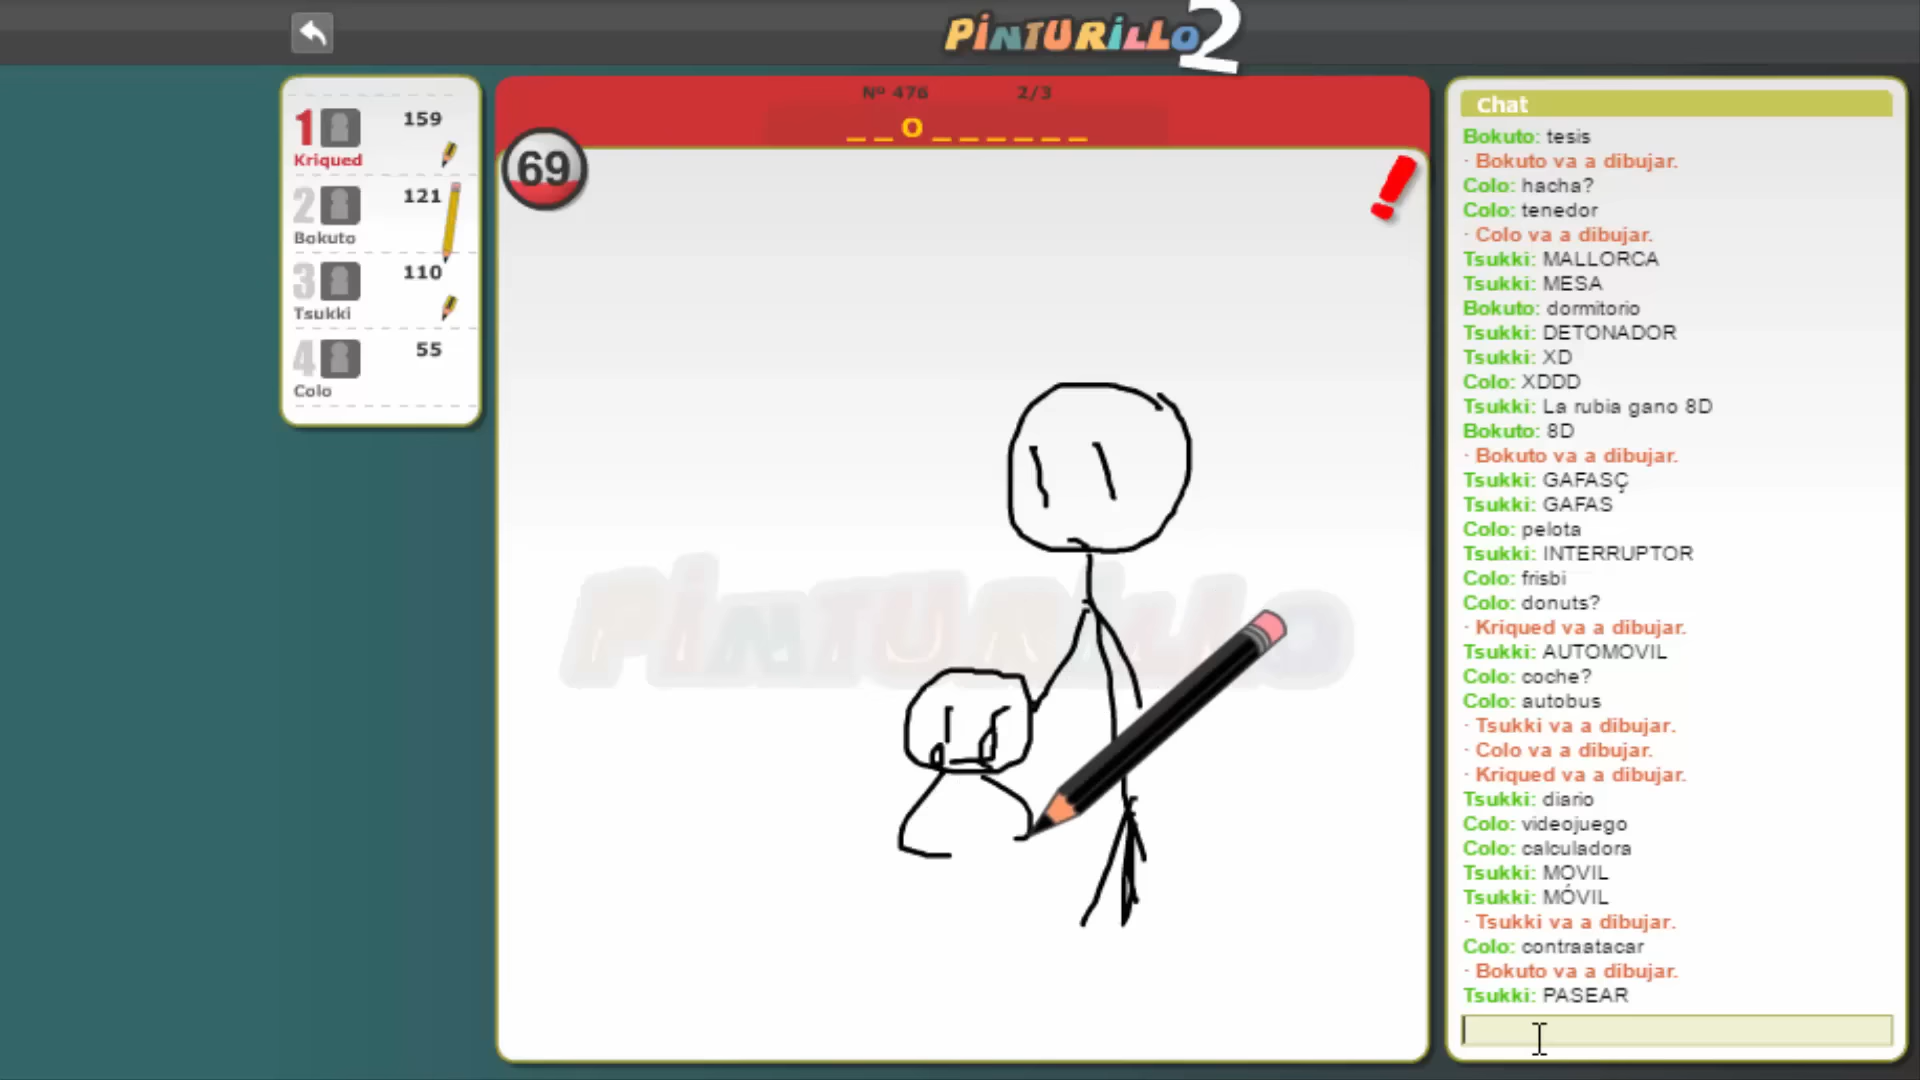 PiNTURiLLo 2
1 159
Kriqued
2 121
Bokuto
3 110
Tsukki
4 55
Colo
Nº 476 2/3
_ _ O _ _ _ _ _ _
69
!
PiNTURiLLO
Chat
Bokuto: tesis
· Bokuto va a dibujar.
Colo: hacha?
Colo: tenedor
· Colo va a dibujar.
Tsukki: MALLORCA
Tsukki: MESA
Bokuto: dormitorio
Tsukki: DETONADOR
Tsukki: XD
Colo: XDDD
Tsukki: La rubia gano 8D
Bokuto: 8D
· Bokuto va a dibujar.
Tsukki: GAFASÇ
Tsukki: GAFAS
Colo: pelota
Tsukki: INTERRUPTOR
Colo: frisbi
Colo: donuts?
· Kriqued va a dibujar.
Tsukki: AUTOMOVIL
Colo: coche?
Colo: autobus
· Tsukki va a dibujar.
· Colo va a dibujar.
· Kriqued va a dibujar.
Tsukki: diario
Colo: videojuego
Colo: calculadora
Tsukki: MOVIL
Tsukki: MÓVIL
· Tsukki va a dibujar.
Colo: contraatacar
· Bokuto va a dibujar.
Tsukki: PASEAR